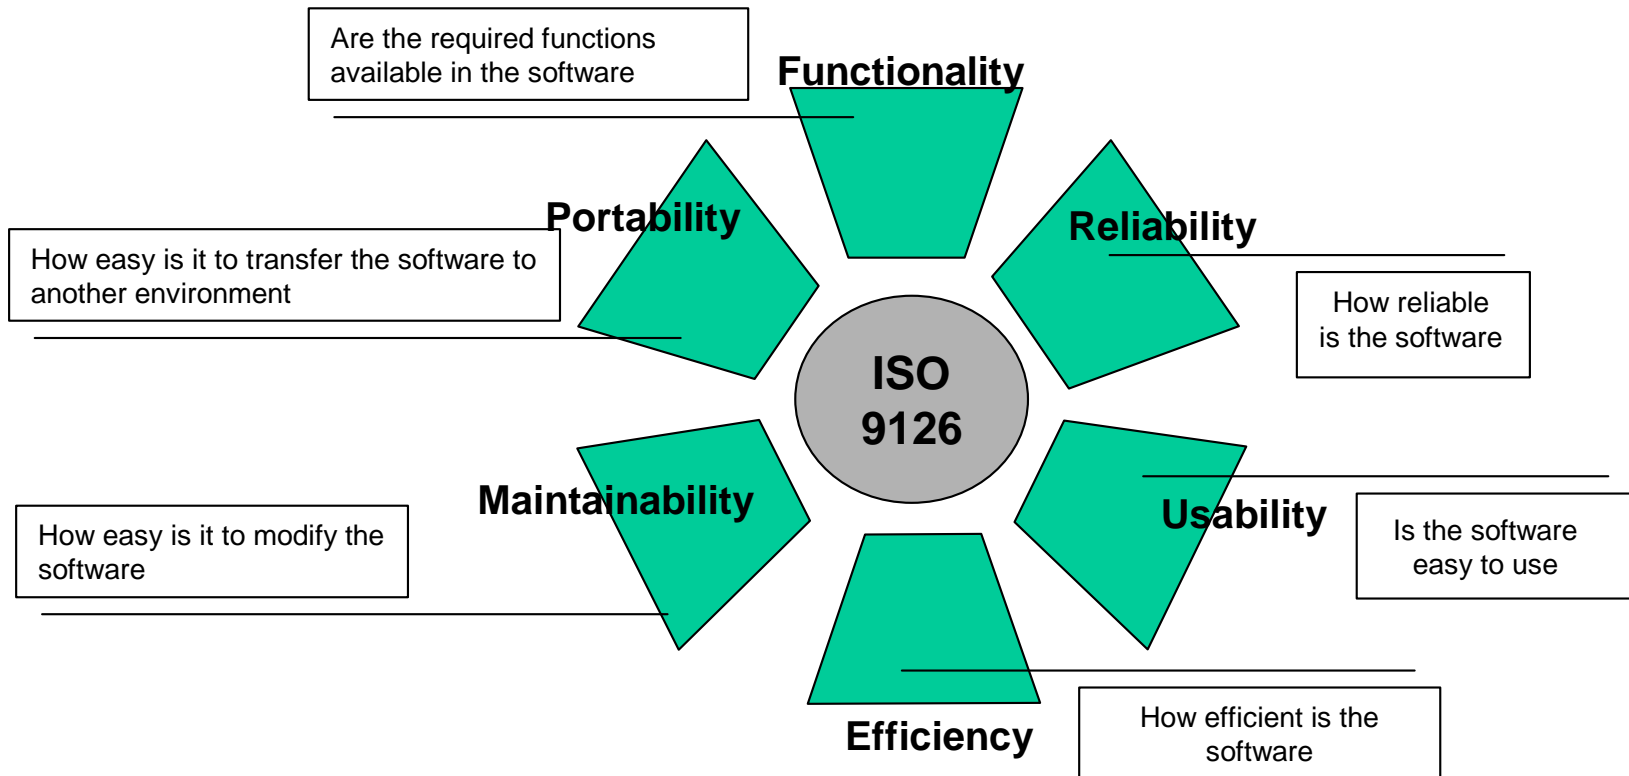 Are the required functions
available in the software
Functionality
Portability
Reliability
How easy is it to transfer the software to
another environment
How reliable
is the software
ISO
9126
Maintainability
Usability
How easy is it to modify the
software
Is the software
easy to use
Efficiency
How efficient is the
software